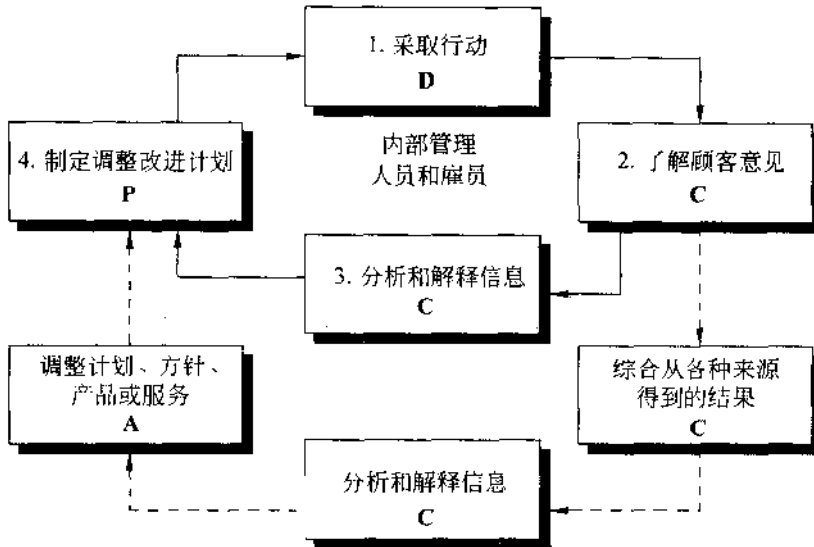 1. 采取行动
D
4. 制定调整改进计划
P
内部管理
人员和雇员
2. 了解顾客意见
C
3. 分析和解释信息
C
调整计划、方针、
产品或服务
A
综合从各种来源
得到的结果
C
分析和解释信息
C